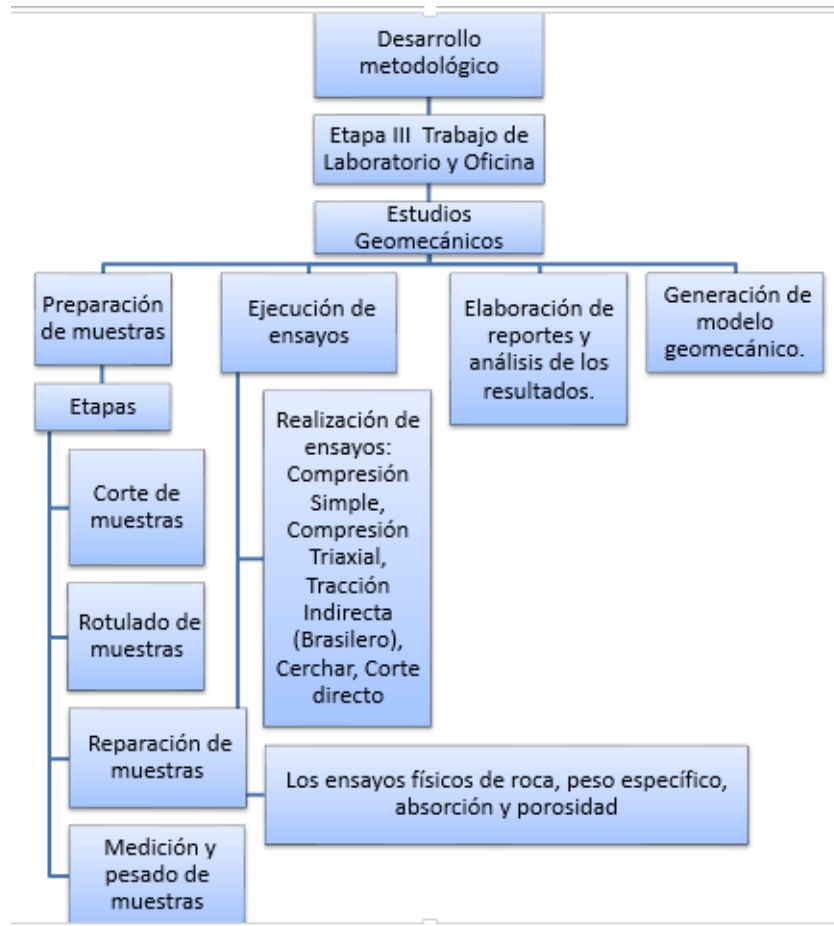 Desarrollo
metodológico
Etapa III Trabajo de
Laboratorio y Oficina
Estudios
Geomecánicos
Preparación
de muestras
Etapas
Corte de
muestras
Rotulado de
muestras
Reparación de
muestras
Medición y
pesado de
muestras
Ejecución de
ensayos
Realización de
ensayos:
Compresión
Simple,
Compresión
Triaxial,
Tracción
Indirecta
(Brasilero),
Cerchar, Corte
directo
Los ensayos físicos de roca, peso específico,
absorción y porosidad
Elaboración de
reportes y
análisis de los
resultados.
Generación de
modelo
geomecánico.